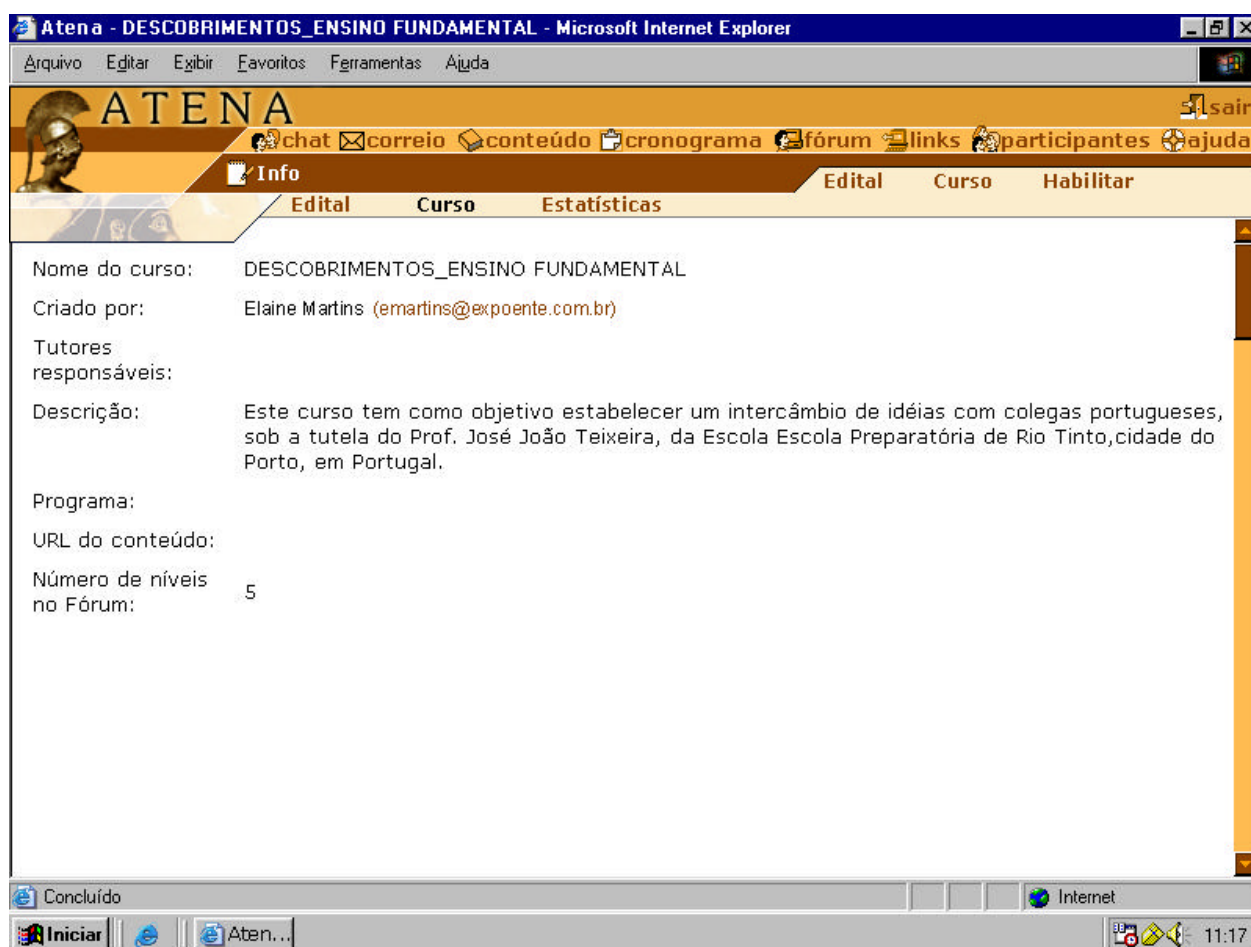 Atena - DESCOBRIMENTOS_ENSINO FUNDAMENTAL - Microsoft Internet Explorer
Arquivo Editar Exibir Favoritos Ferramentas Ajuda
ATENA
sair
chat correio conteúdo cronograma fórum links participantes ajuda
Info
Edital Curso Habilitar
Edital Curso Estatísticas
Nome do curso: DESCOBRIMENTOS_ENSINO FUNDAMENTAL
Criado por: Elaine Martins (emartins@expoente.com.br)
Tutores
responsáveis:
Descrição: Este curso tem como objetivo estabelecer um intercâmbio de idéias com colegas portugueses,
sob a tutela do Prof. José João Teixeira, da Escola Escola Preparatória de Rio Tinto,cidade do
Porto, em Portugal.
Programa:
URL do conteúdo:
Número de níveis
no Fórum: 5
Concluído Internet
Iniciar Aten... 11:17